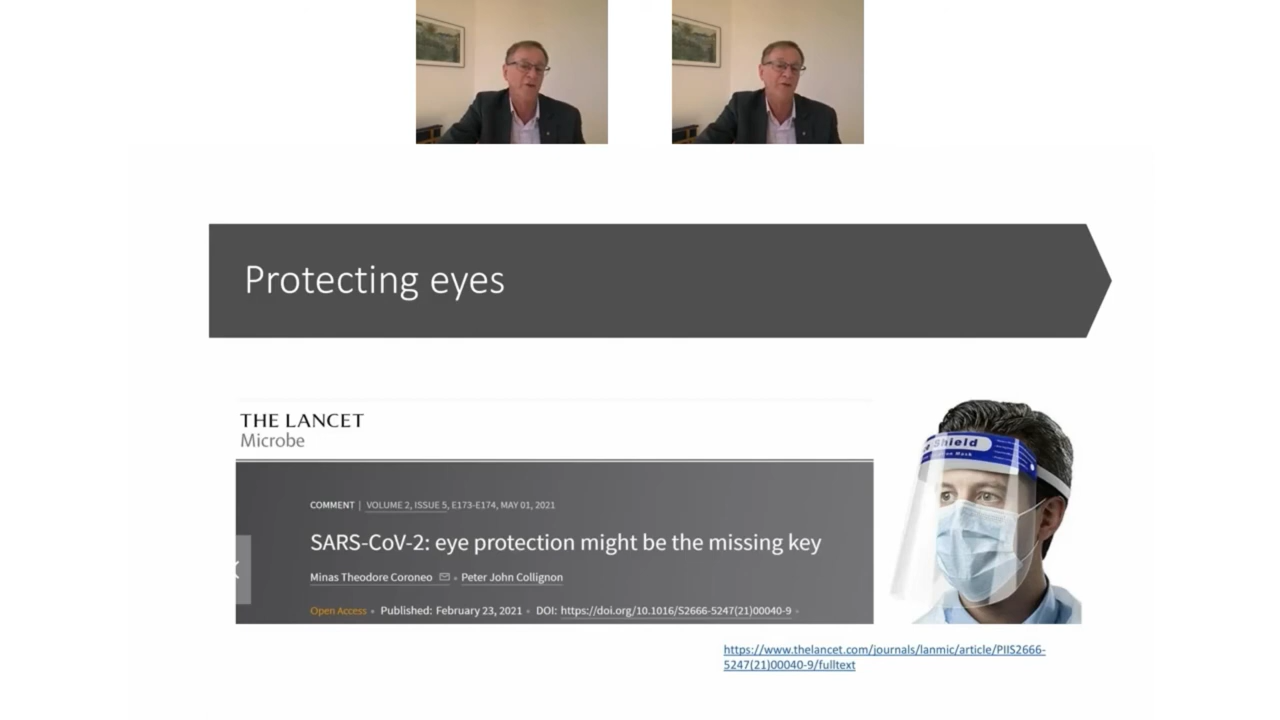 Protecting eyes
THE LANCET
Microbe
COMMENT | VOLUME 2, ISSUE 5, E173-E174, MAY 01, 2021
SARS-CoV-2: eye protection might be the missing key
Minas Theodore Coroneo • Peter John Collignon
Open Access • Published: February 23, 2021 • DOI: https://doi.org/10.1016/S2666-5247(21)00040-9 •
Shield
Mask
https://www.thelancet.com/journals/lanmic/article/PIIS2666-
5247(21)00040-9/fulltext